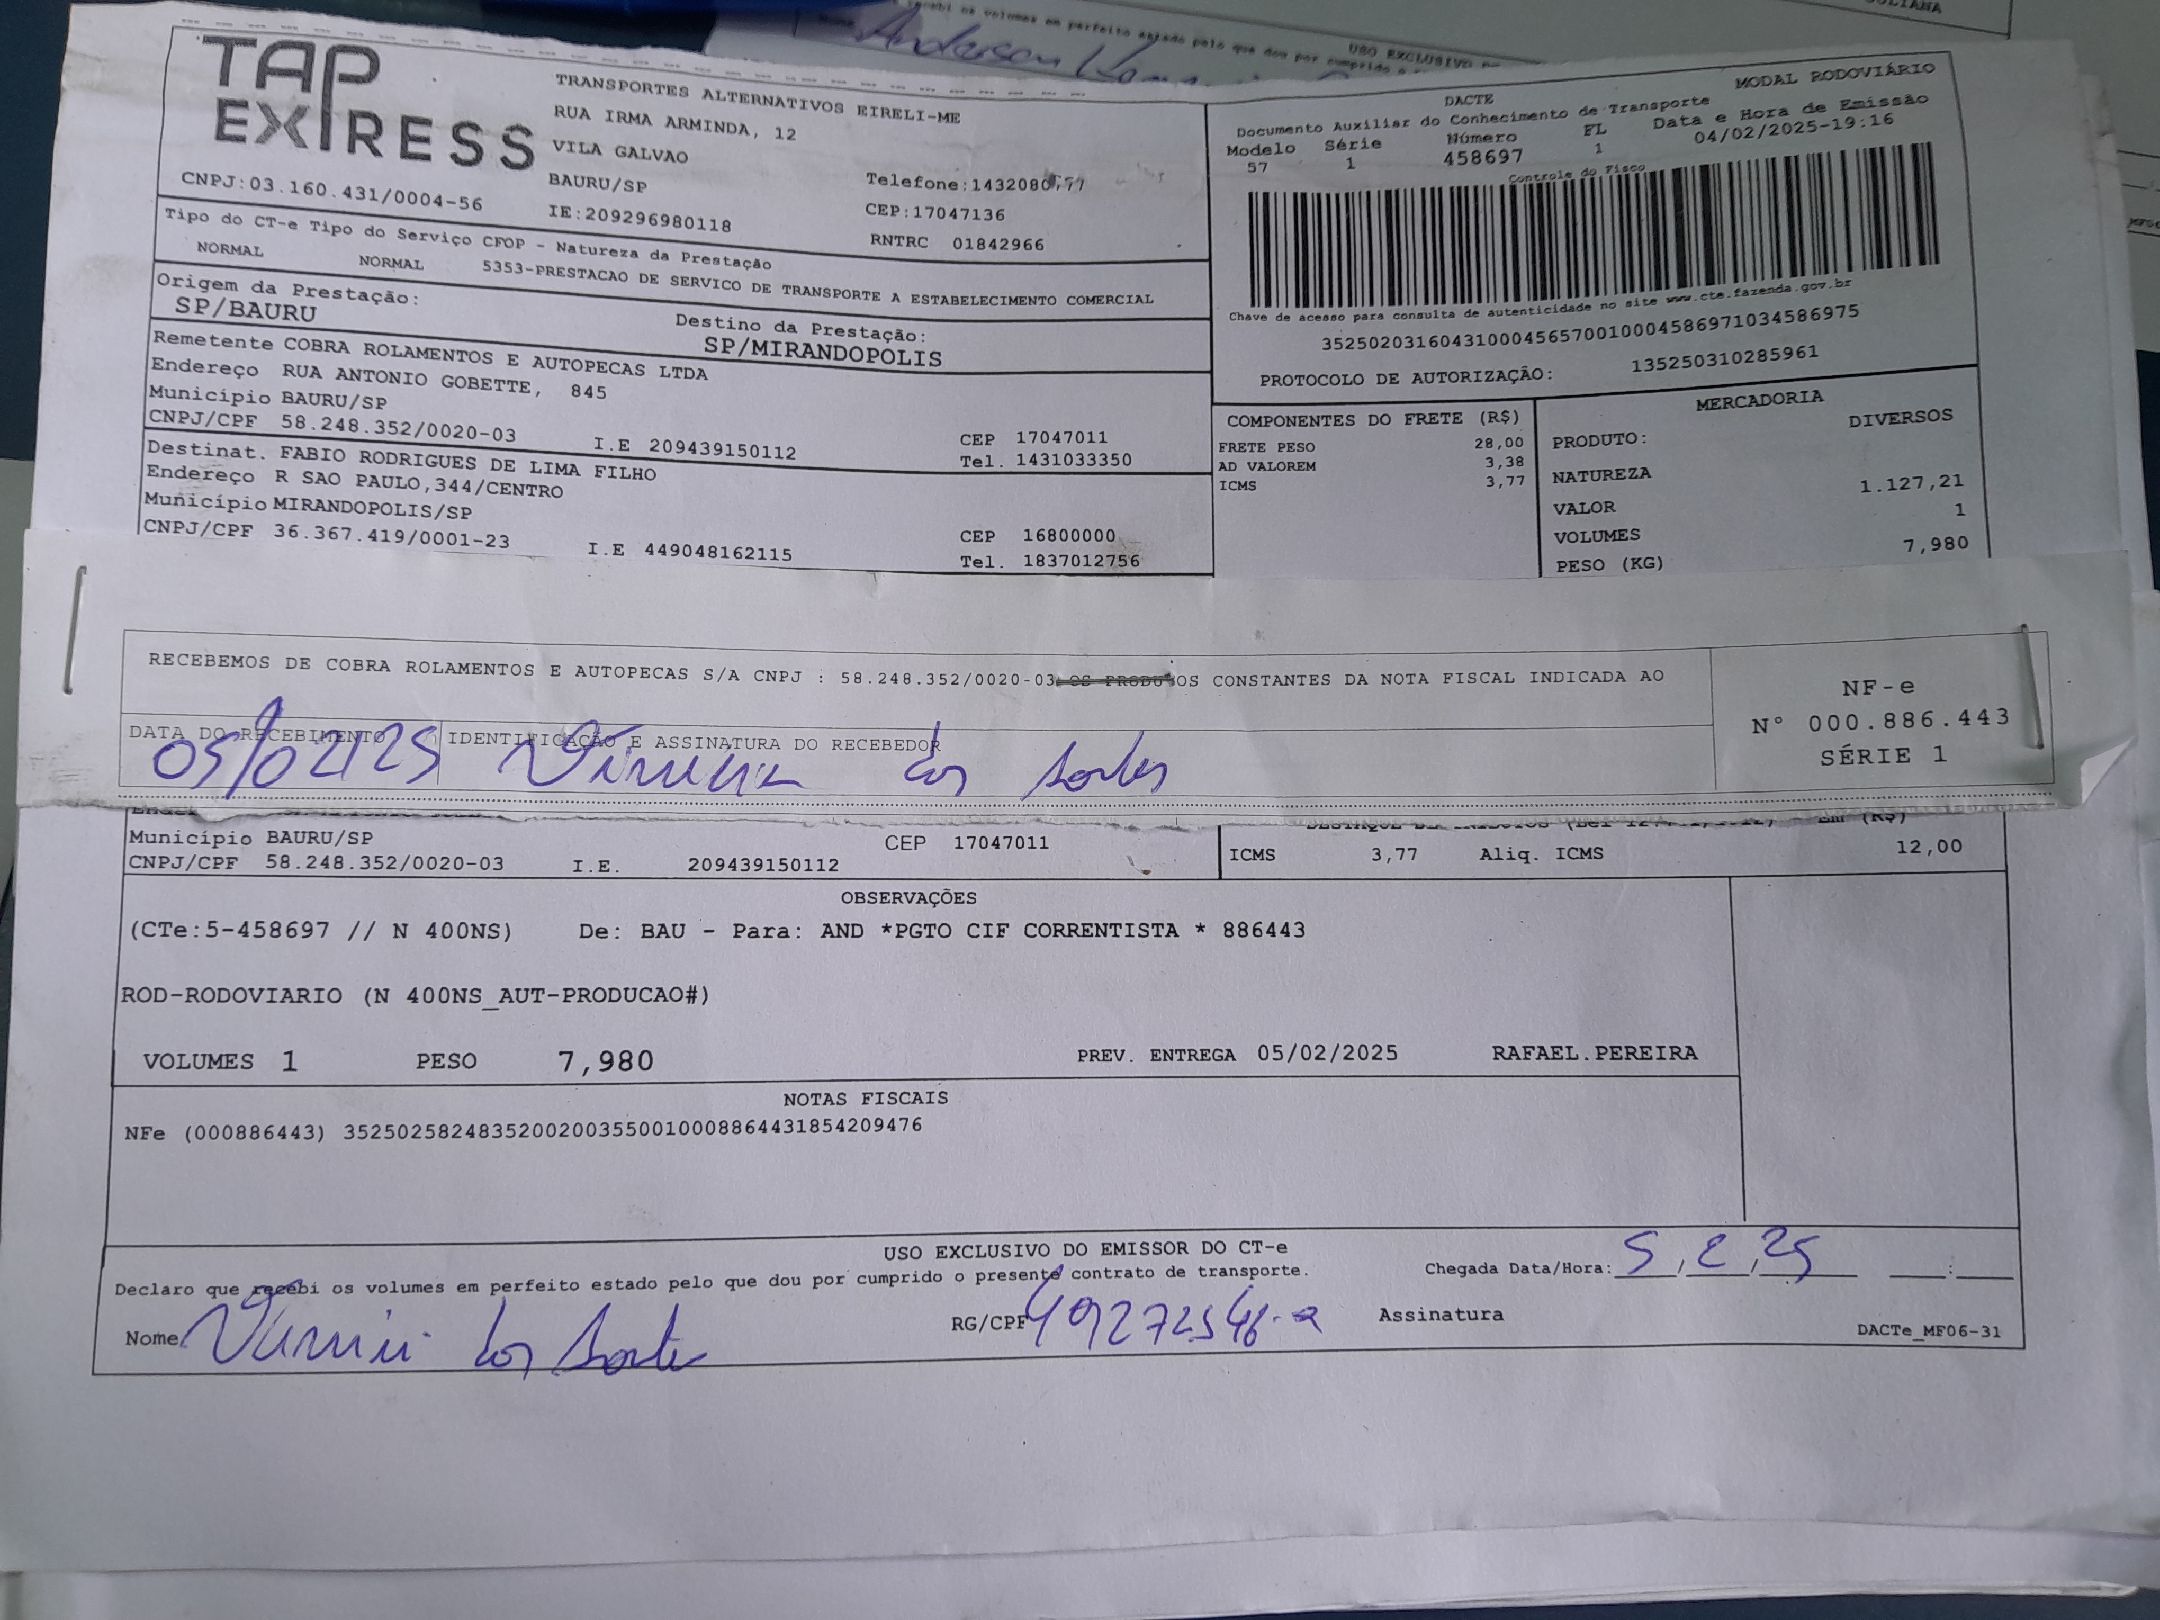 TAP EXPRESS
TRANSPORTES ALTERNATIVOS EIRELI-ME
RUA IRMA ARMINDA, 12
VILA GALVAO
BAURU/SP Telefone:1432080777
CNPJ:03.160.431/0004-56 IE:209296980118 CEP:17047136
RNTRC 01842966
MODAL RODOVIÁRIO
DACTE
Documento Auxiliar do Conhecimento de Transporte
Modelo Série Número FL Data e Hora de Emissão
57 1 458697 1 04/02/2025-19:16
Controle do Fisco
Chave de acesso para consulta de autenticidade no site www.cte.fazenda.gov.br
35250203160431000456570010004586971034586975
PROTOCOLO DE AUTORIZAÇÃO: 135250310285961
Tipo do CT-e Tipo do Serviço CFOP - Natureza da Prestação
NORMAL NORMAL 5353-PRESTACAO DE SERVICO DE TRANSPORTE A ESTABELECIMENTO COMERCIAL
Origem da Prestação: Destino da Prestação:
SP/BAURU SP/MIRANDOPOLIS
Remetente COBRA ROLAMENTOS E AUTOPECAS LTDA
Endereço RUA ANTONIO GOBETTE, 845
Município BAURU/SP CEP 17047011
CNPJ/CPF 58.248.352/0020-03 I.E 209439150112 Tel. 1431033350
Destinat. FABIO RODRIGUES DE LIMA FILHO
Endereço R SAO PAULO,344/CENTRO
Município MIRANDOPOLIS/SP CEP 16800000
CNPJ/CPF 36.367.419/0001-23 I.E 449048162115 Tel. 1837012756
COMPONENTES DO FRETE (R$)
FRETE PESO 28,00
AD VALOREM 3,38
ICMS 3,77
MERCADORIA
PRODUTO: DIVERSOS
NATUREZA
VALOR 1.127,21
VOLUMES 1
PESO (KG) 7,980
RECEBEMOS DE COBRA ROLAMENTOS E AUTOPECAS S/A CNPJ : 58.248.352/0020-03 OS PRODUTOS CONSTANTES DA NOTA FISCAL INDICADA AO
DATA DO RECEBIMENTO IDENTIFICAÇÃO E ASSINATURA DO RECEBEDOR
05/02/25 dos Santos
NF-e
N° 000.886.443
SÉRIE 1
Município BAURU/SP CEP 17047011
CNPJ/CPF 58.248.352/0020-03 I.E. 209439150112
ICMS 3,77 Aliq. ICMS 12,00
OBSERVAÇÕES
(CTe:5-458697 // N 400NS) De: BAU - Para: AND *PGTO CIF CORRENTISTA * 886443
ROD-RODOVIARIO (N 400NS_AUT-PRODUCAO#)
VOLUMES 1 PESO 7,980 PREV. ENTREGA 05/02/2025 RAFAEL.PEREIRA
NOTAS FISCAIS
NFe (000886443) 35250258248352002003550010008864431854209476
USO EXCLUSIVO DO EMISSOR DO CT-e
Declaro que recebi os volumes em perfeito estado pelo que dou por cumprido o presente contrato de transporte. Chegada Data/Hora: 5/2/25 :
Nome dos Santos RG/CPF Assinatura
DACTe_MF06-31